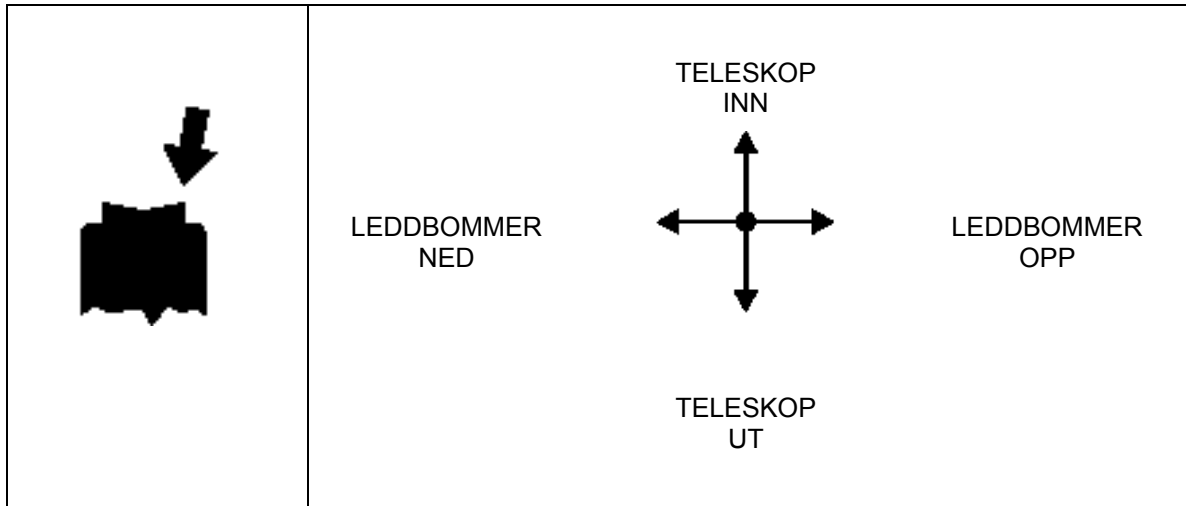 TELESKOP
INN
LEDDBOMMER
NED
LEDDBOMMER
OPP
TELESKOP
UT